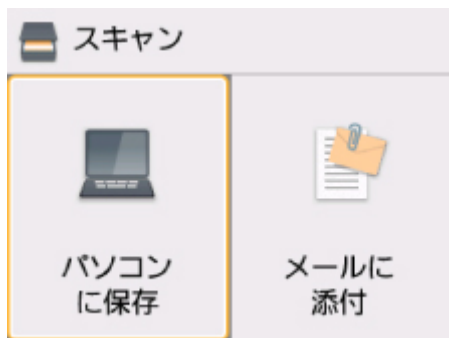 スキャン
パソコン
に保存
メールに
添付